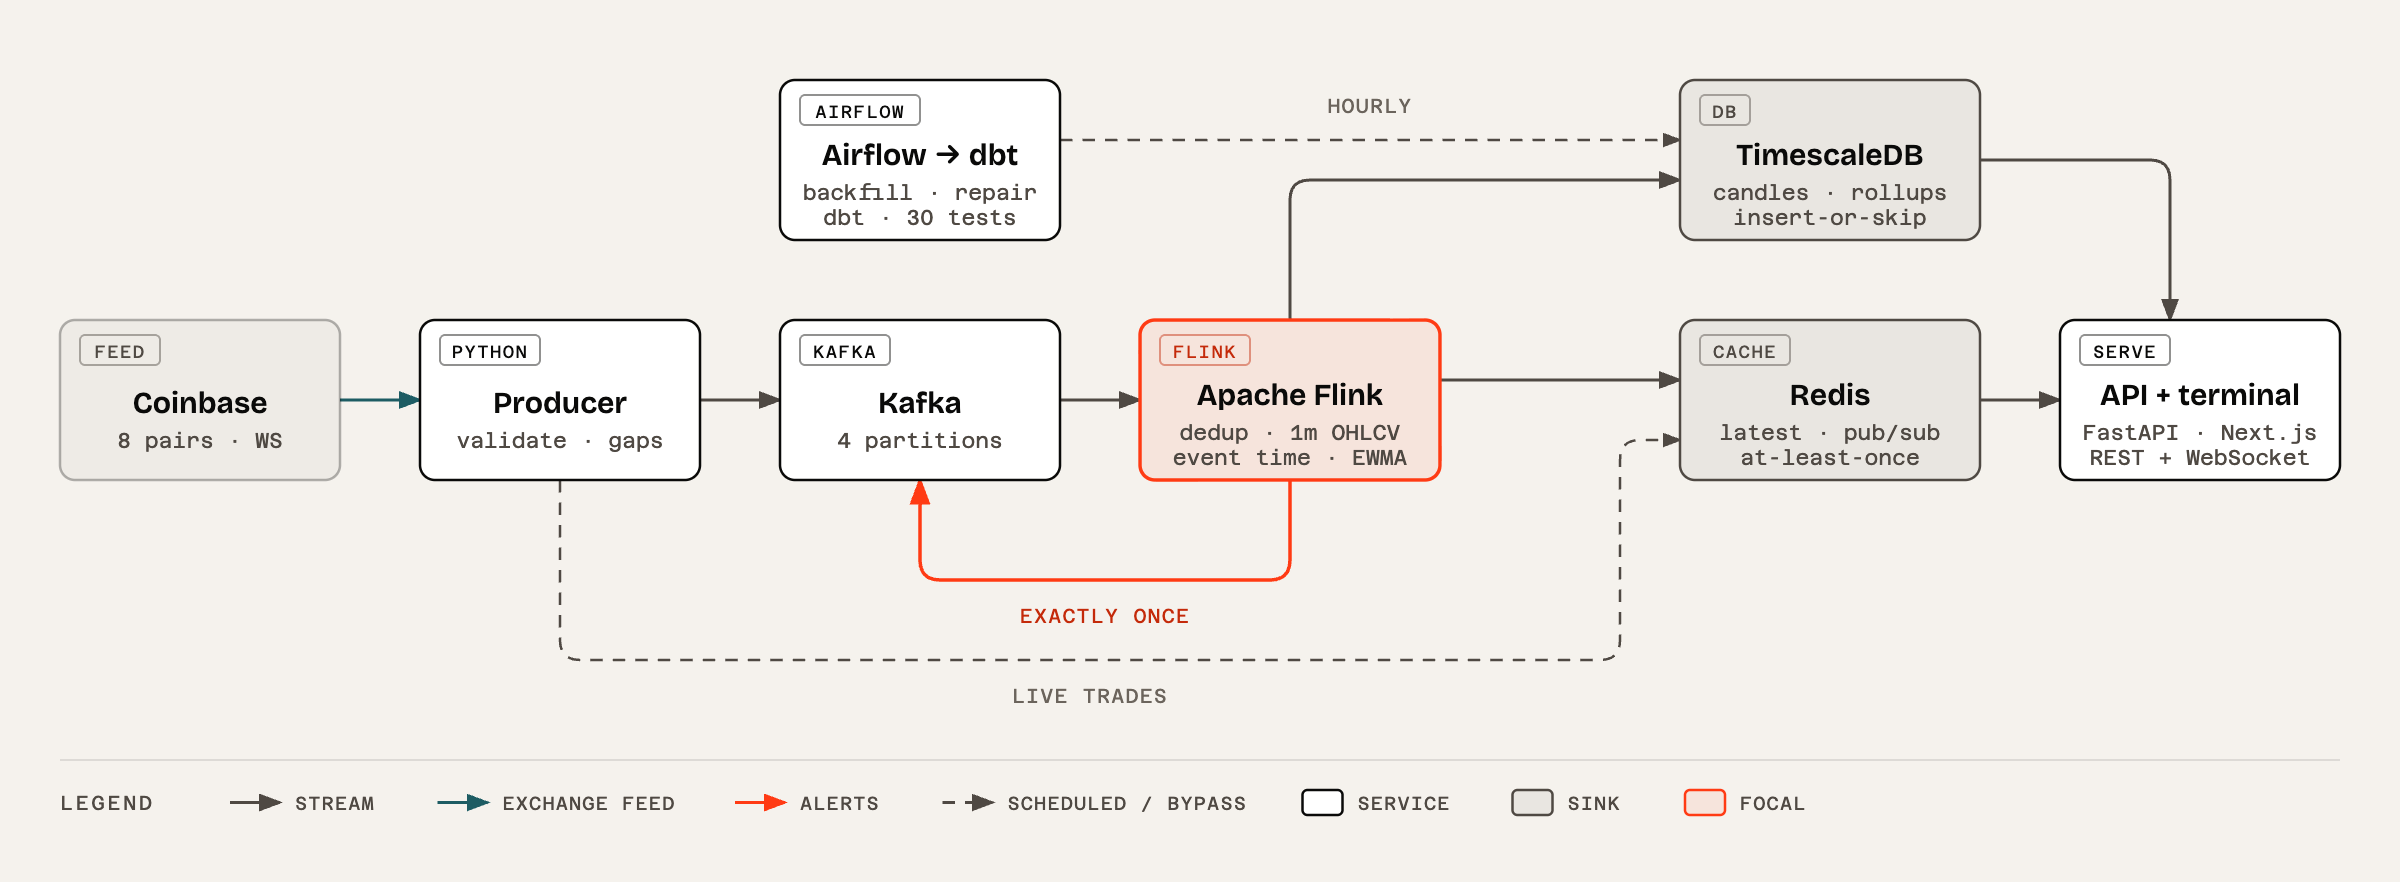 AIRFLOW
Airflow → dbt
backfill · repair
dbt · 30 tests
HOURLY
DB
TimescaleDB
candles · rollups
insert-or-skip
FEED
Coinbase
8 pairs · WS
PYTHON
Producer
validate · gaps
KAFKA
Kafka
4 partitions
FLINK
Apache Flink
dedup · 1m OHLCV
event time · EWMA
CACHE
Redis
latest · pub/sub
at-least-once
SERVE
API + terminal
FastAPI · Next.js
REST + WebSocket
EXACTLY ONCE
LIVE TRADES
LEGEND
STREAM
EXCHANGE FEED
ALERTS
SCHEDULED / BYPASS
SERVICE
SINK
FOCAL